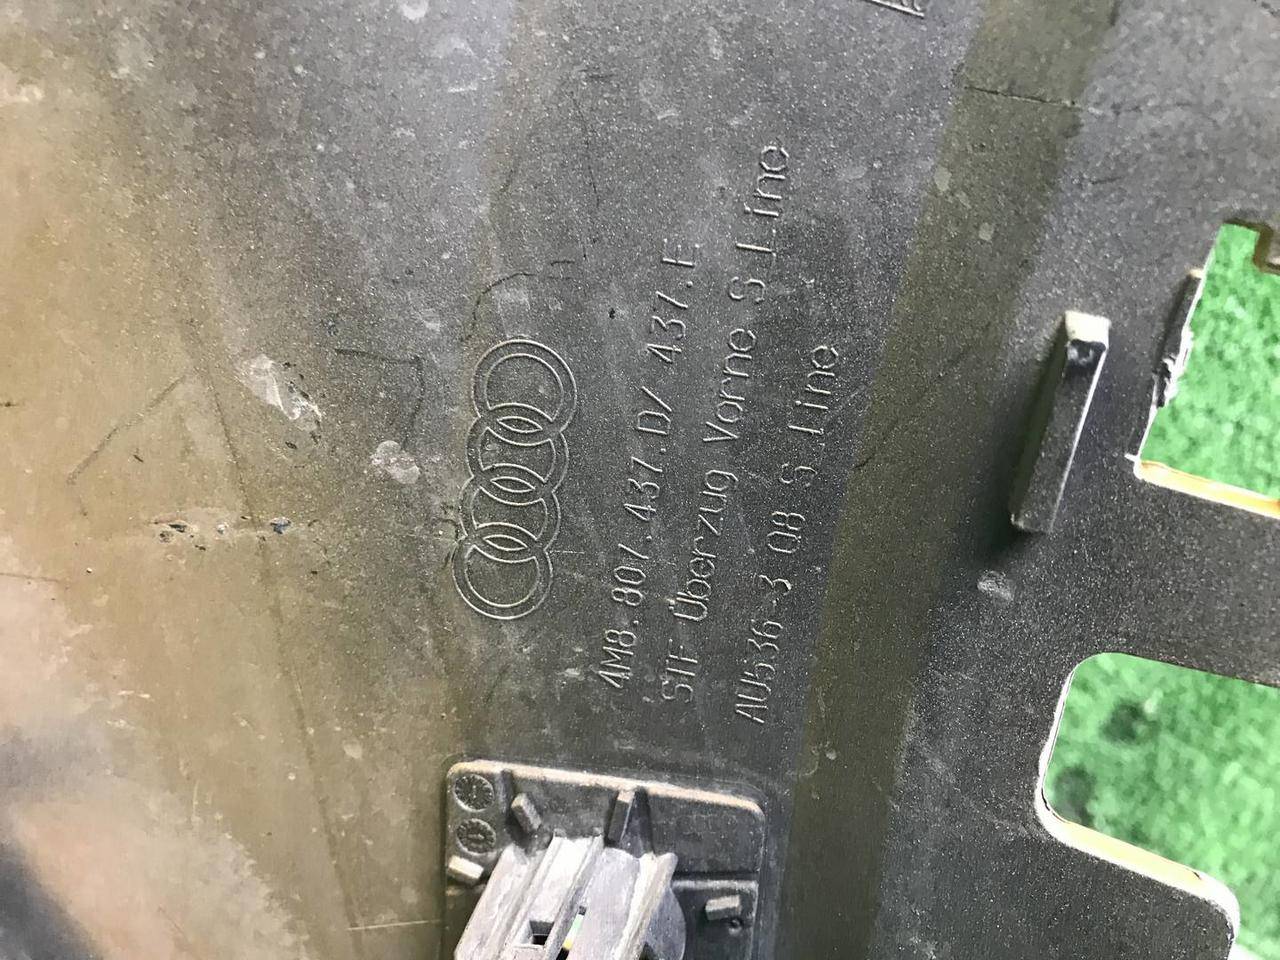 4M8.807.437.D/ 437.E
STF Überzug Vorne S Line
AU536-3 08 S line